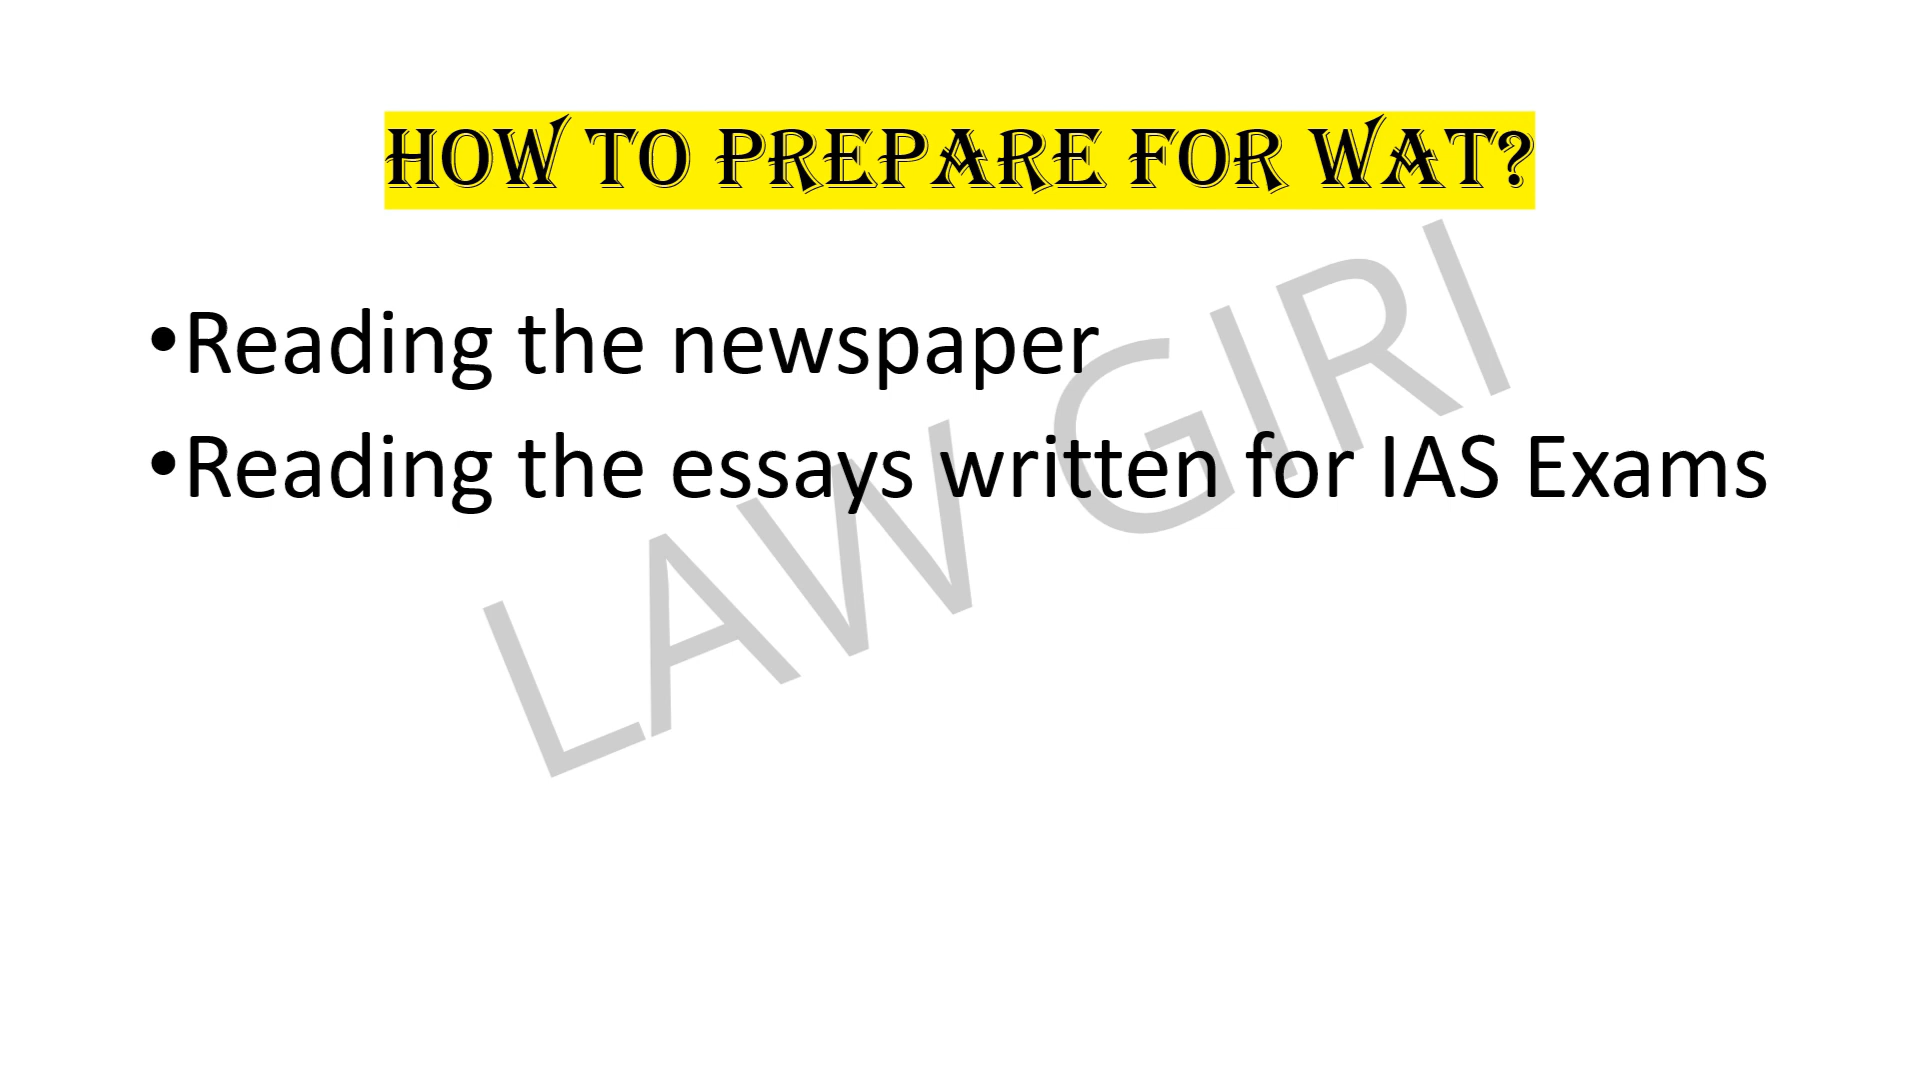 HOW TO PREPARE FOR WAT?
•Reading the newspaper
•Reading the essays written for IAS Exams
LAW GIRI